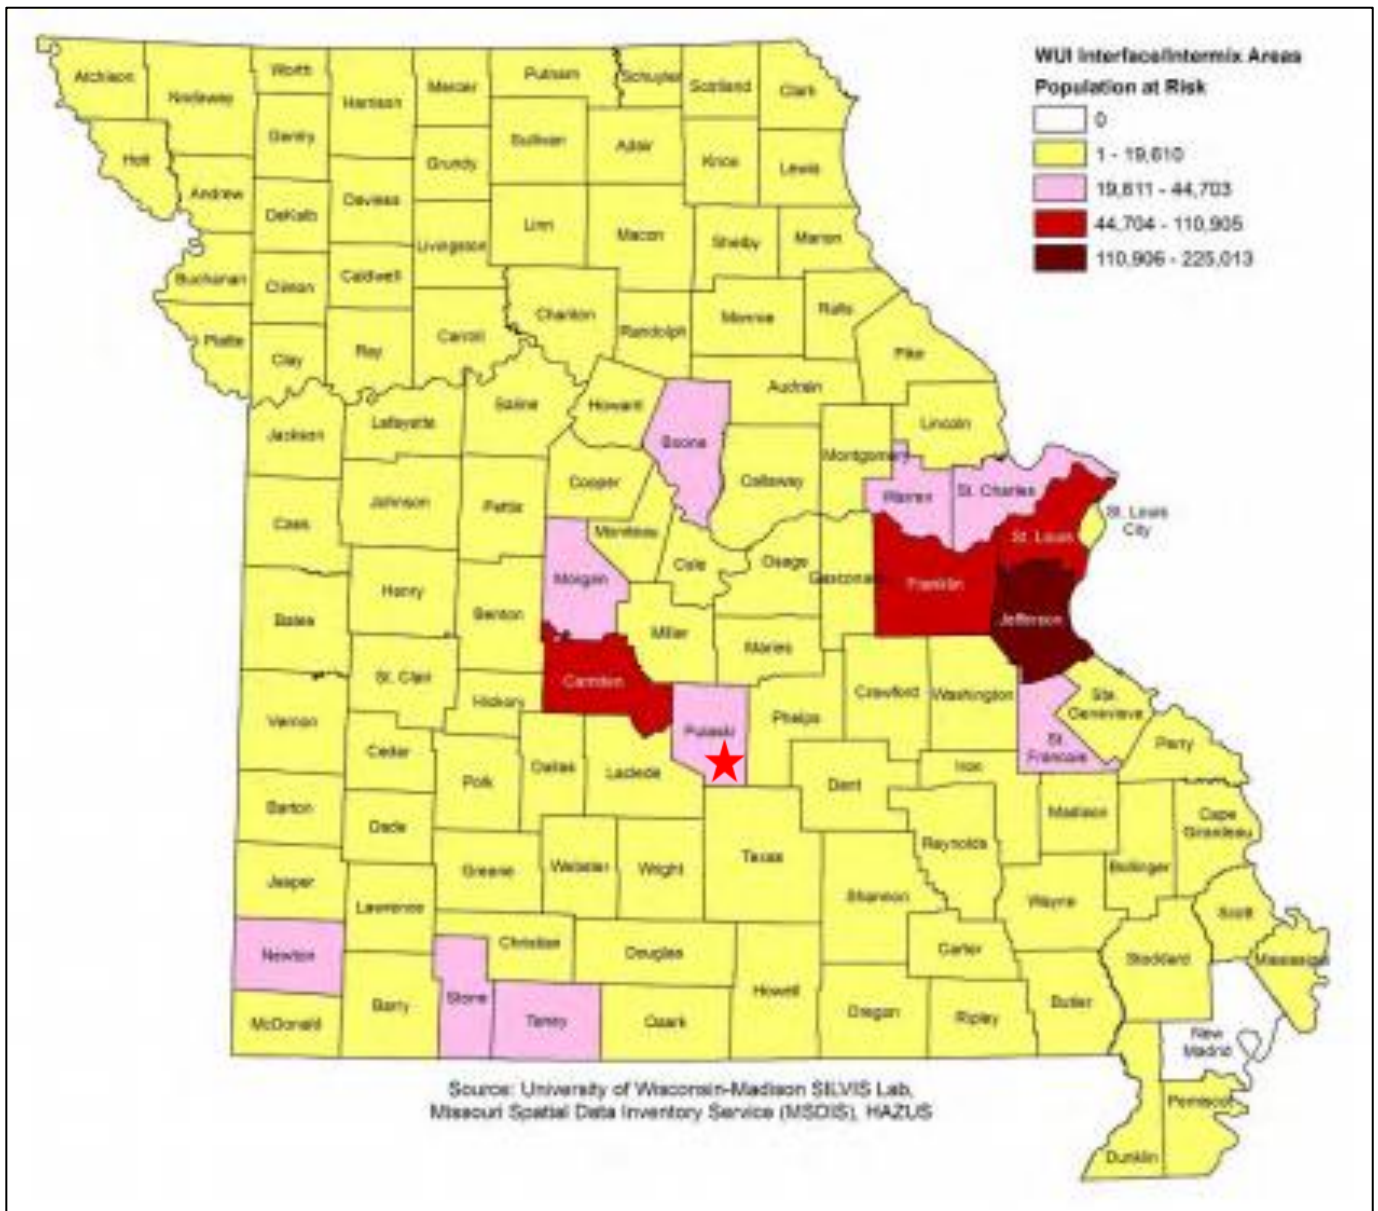 WUI Interface/Intermix Areas
Population at Risk
0
1 - 19,610
19,611 - 44,703
44,704 - 110,905
110,906 - 225,013
Atchison
Nodaway
Worth
Harrison
Mercer
Putnam
Schuyler
Scotland
Clark
Holt
Gentry
Sullivan
Adair
Knox
Lewis
Andrew
DeKalb
Daviess
Grundy
Linn
Macon
Shelby
Marion
Livingston
Buchanan
Clinton
Caldwell
Chariton
Randolph
Monroe
Ralls
Platte
Clay
Ray
Carroll
Pike
Audrain
Saline
Howard
Boone
Lincoln
Jackson
Lafayette
Montgomery
Callaway
Cooper
Warren
St. Charles
Cass
Johnson
Pettis
Moniteau
St. Louis
City
St. Louis
Cole
Osage
Gasconade
Franklin
Henry
Morgan
Bates
Benton
Miller
Maries
Jefferson
St. Clair
Camden
Hickory
Crawford
Washington
Ste.
Genevieve
Vernon
Pulaski
Phelps
St.
Francois
Perry
Cedar
Polk
Dallas
Laclede
Dent
Iron
Barton
Dade
Madison
Cape
Girardeau
Reynolds
Bollinger
Jasper
Greene
Webster
Wright
Texas
Lawrence
Shannon
Wayne
Scott
Newton
Christian
Douglas
Carter
Stoddard
Mississippi
McDonald
Barry
Stone
Taney
Ozark
Howell
Oregon
Ripley
Butler
New
Madrid
Pemiscot
Dunklin
Source: University of Wisconsin-Madison SILVIS Lab,
Missouri Spatial Data Inventory Service (MSDIS), HAZUS